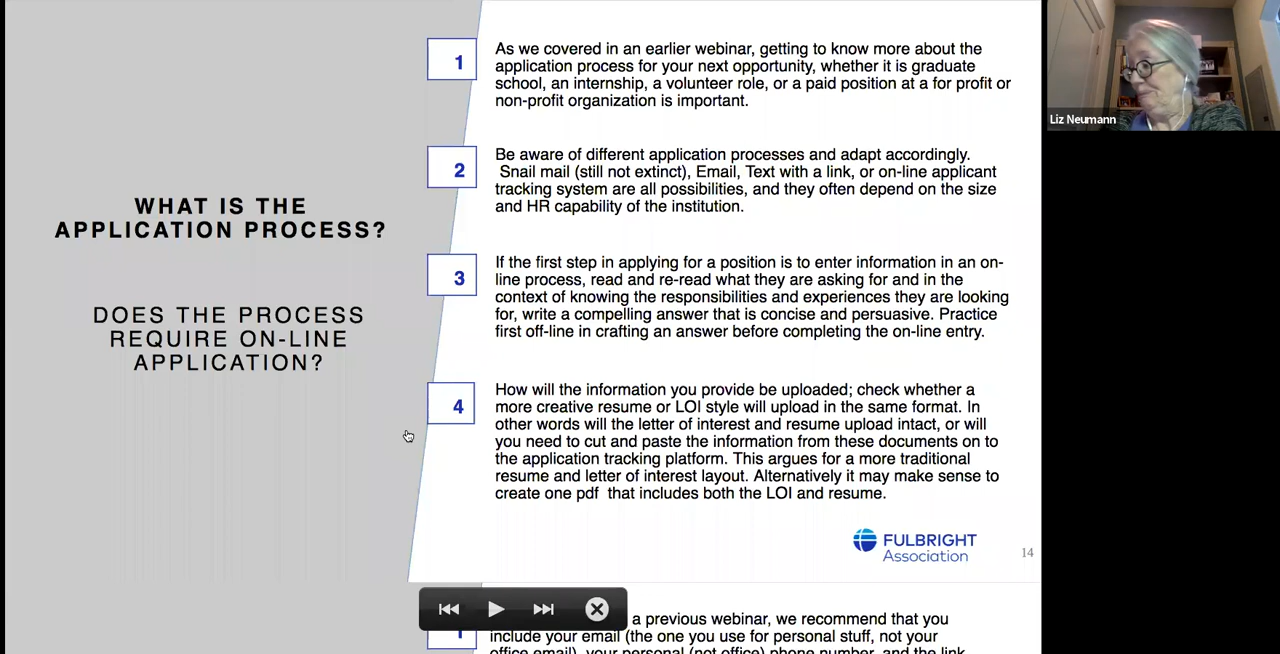 WHAT IS THE
APPLICATION PROCESS?
DOES THE PROCESS
REQUIRE ON-LINE
APPLICATION?
1
As we covered in an earlier webinar, getting to know more about the
application process for your next opportunity, whether it is graduate
school, an internship, a volunteer role, or a paid position at a for profit or
non-profit organization is important.
2
Be aware of different application processes and adapt accordingly.
Snail mail (still not extinct), Email, Text with a link, or on-line applicant
tracking system are all possibilities, and they often depend on the size
and HR capability of the institution.
3
If the first step in applying for a position is to enter information in an on-
line process, read and re-read what they are asking for and in the
context of knowing the responsibilities and experiences they are looking
for, write a compelling answer that is concise and persuasive. Practice
first off-line in crafting an answer before completing the on-line entry.
4
How will the information you provide be uploaded; check whether a
more creative resume or LOI style will upload in the same format. In
other words will the letter of interest and resume upload intact, or will
you need to cut and paste the information from these documents on to
the application tracking platform. This argues for a more traditional
resume and letter of interest layout. Alternatively it may make sense to
create one pdf that includes both the LOI and resume.
FULBRIGHT
Association
14
a previous webinar, we recommend that you
include your email (the one you use for personal stuff, not your
office email), your personal (not office) phone number, and the link
Liz Neumann